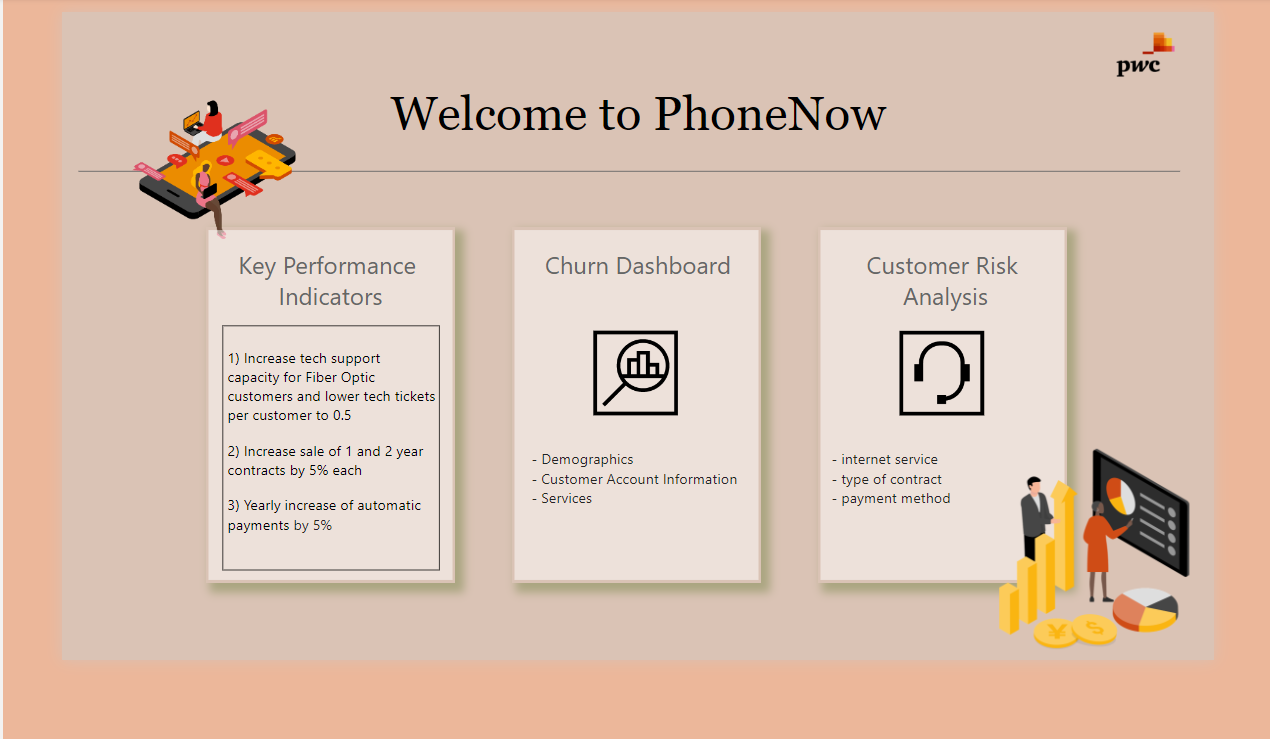 pwc
Welcome to PhoneNow
Key Performance
Indicators
1) Increase tech support
capacity for Fiber Optic
customers and lower tech tickets
per customer to 0.5
2) Increase sale of 1 and 2 year
contracts by 5% each
3) Yearly increase of automatic
payments by 5%
Churn Dashboard
- Demographics
- Customer Account Information
- Services
Customer Risk
Analysis
- internet service
- type of contract
- payment method
¥
$